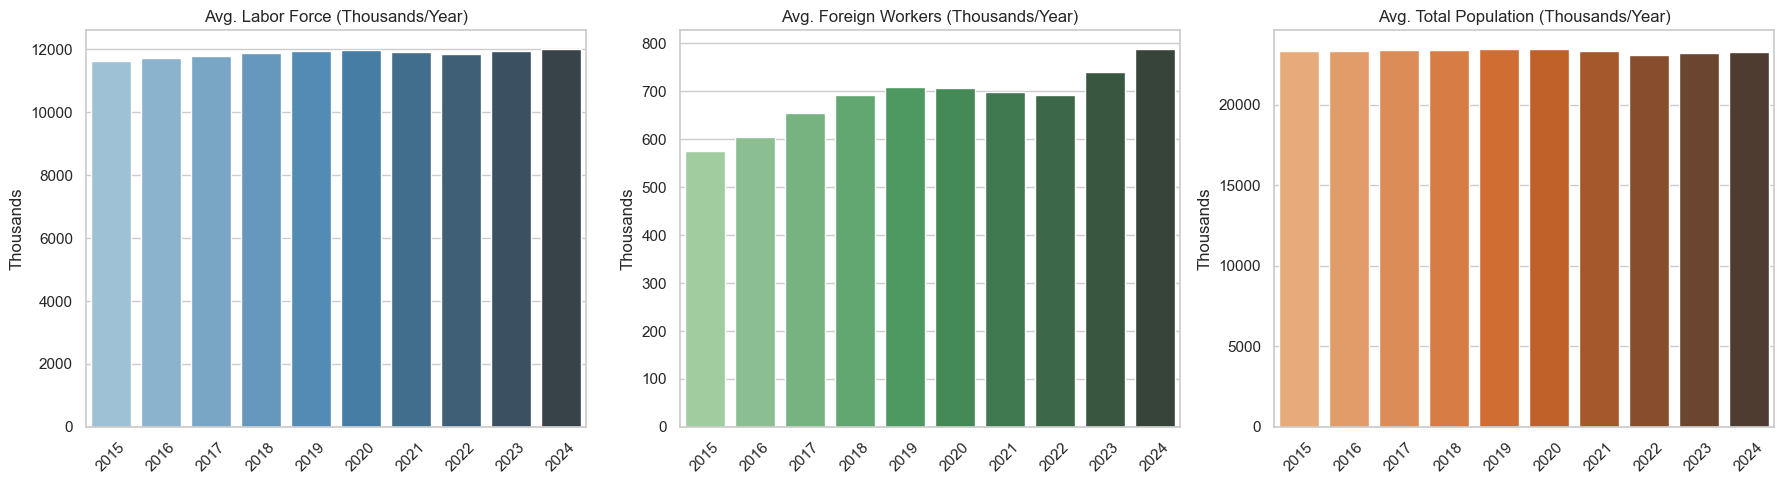 Avg. Labor Force (Thousands/Year)
Thousands
12000
10000
8000
6000
4000
2000
0
2015 2016 2017 2018 2019 2020 2021 2022 2023 2024
Avg. Foreign Workers (Thousands/Year)
Thousands
800
700
600
500
400
300
200
100
0
2015 2016 2017 2018 2019 2020 2021 2022 2023 2024
Avg. Total Population (Thousands/Year)
Thousands
20000
15000
10000
5000
0
2015 2016 2017 2018 2019 2020 2021 2022 2023 2024